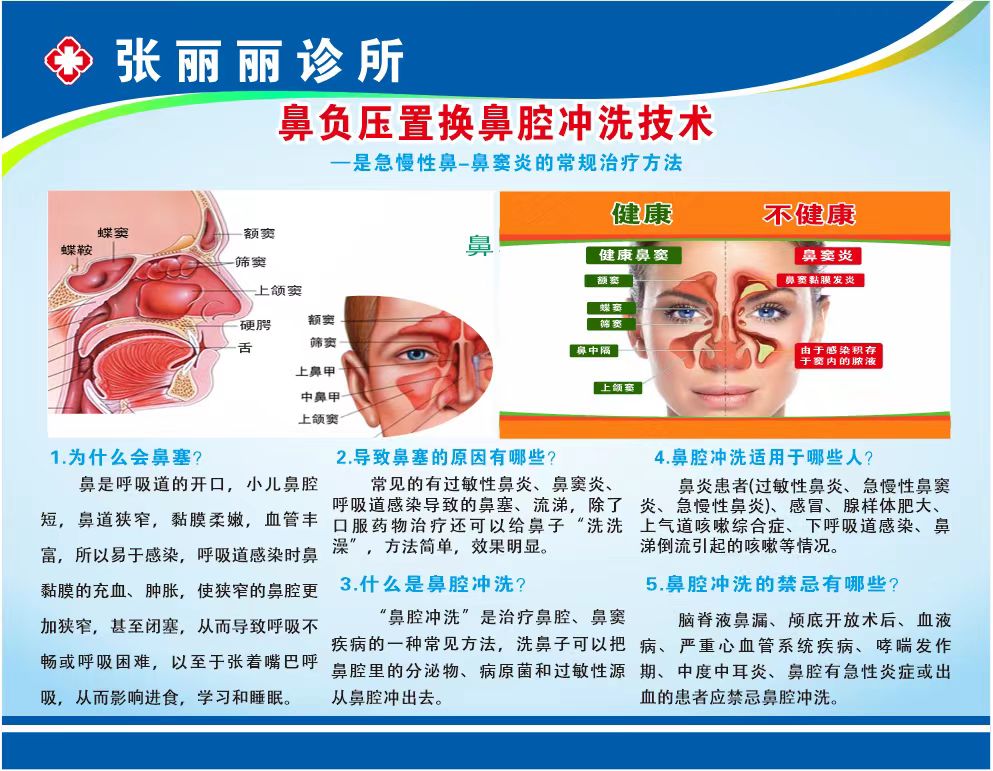 张丽丽诊所
鼻负压置换鼻腔冲洗技术
—是急慢性鼻-鼻窦炎的常规治疗方法
蝶窦
蝶鞍
额窦
筛窦
上颌窦
硬腭
舌
额窦
筛窦
上鼻甲
中鼻甲
上颌窦
鼻
健康
不健康
健康鼻窦
额窦
蝶窦
筛窦
鼻中隔
上颌窦
鼻窦炎
鼻窦黏膜发炎
由于感染积存
于窦内的脓液
1.为什么会鼻塞?
鼻是呼吸道的开口，小儿鼻腔
短，鼻道狭窄，黏膜柔嫩，血管丰
富，所以易于感染，呼吸道感染时鼻
黏膜的充血、肿胀，使狭窄的鼻腔更
加狭窄，甚至闭塞，从而导致呼吸不
畅或呼吸困难，以至于张着嘴巴呼
吸，从而影响进食，学习和睡眠。
2.导致鼻塞的原因有哪些?
常见的有过敏性鼻炎、鼻窦炎、
呼吸道感染导致的鼻塞、流涕，除了
口服药物治疗还可以给鼻子“洗洗
澡”，方法简单，效果明显。
3.什么是鼻腔冲洗?
“鼻腔冲洗”是治疗鼻腔、鼻窦
疾病的一种常见方法，洗鼻子可以把
鼻腔里的分泌物、病原菌和过敏性源
从鼻腔冲出去。
4.鼻腔冲洗适用于哪些人?
鼻炎患者(过敏性鼻炎、急慢性鼻窦
炎、急慢性鼻炎)、感冒、腺样体肥大、
上气道咳嗽综合症、下呼吸道感染、鼻
涕倒流引起的咳嗽等情况。
5.鼻腔冲洗的禁忌有哪些?
脑脊液鼻漏、颅底开放术后、血液
病、严重心血管系统疾病、哮喘发作
期、中度中耳炎、鼻腔有急性炎症或出
血的患者应禁忌鼻腔冲洗。